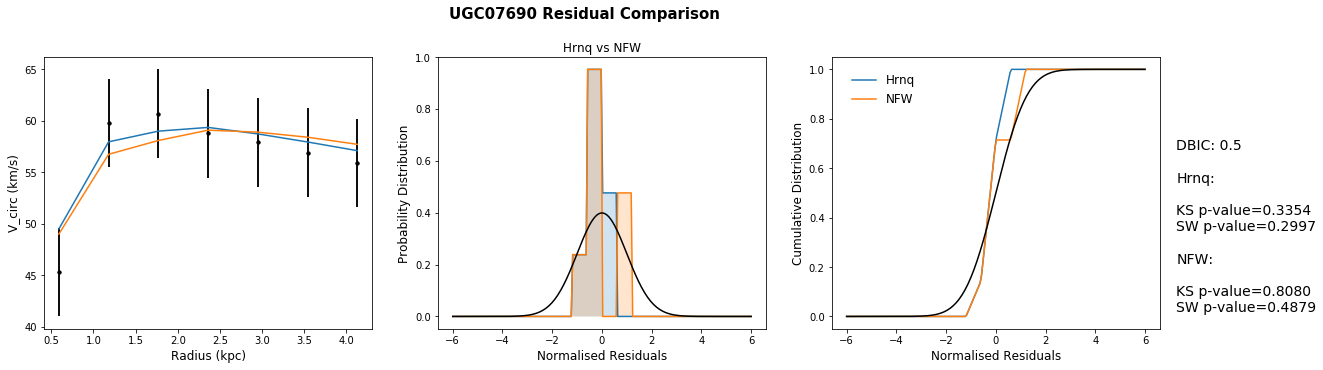 UGC07690 Residual Comparison
V_circ (km/s)
65
60
55
50
45
40
0.5 1.0 1.5 2.0 2.5 3.0 3.5 4.0
Radius (kpc)
Hrnq vs NFW
Probability Distribution
1.0
0.8
0.6
0.4
0.2
0.0
−6 −4 −2 0 2 4 6
Normalised Residuals
Cumulative Distribution
1.0
0.8
0.6
0.4
0.2
0.0
Hrnq
NFW
−6 −4 −2 0 2 4 6
Normalised Residuals
DBIC: 0.5
Hrnq:
KS p-value=0.3354
SW p-value=0.2997
NFW:
KS p-value=0.8080
SW p-value=0.4879